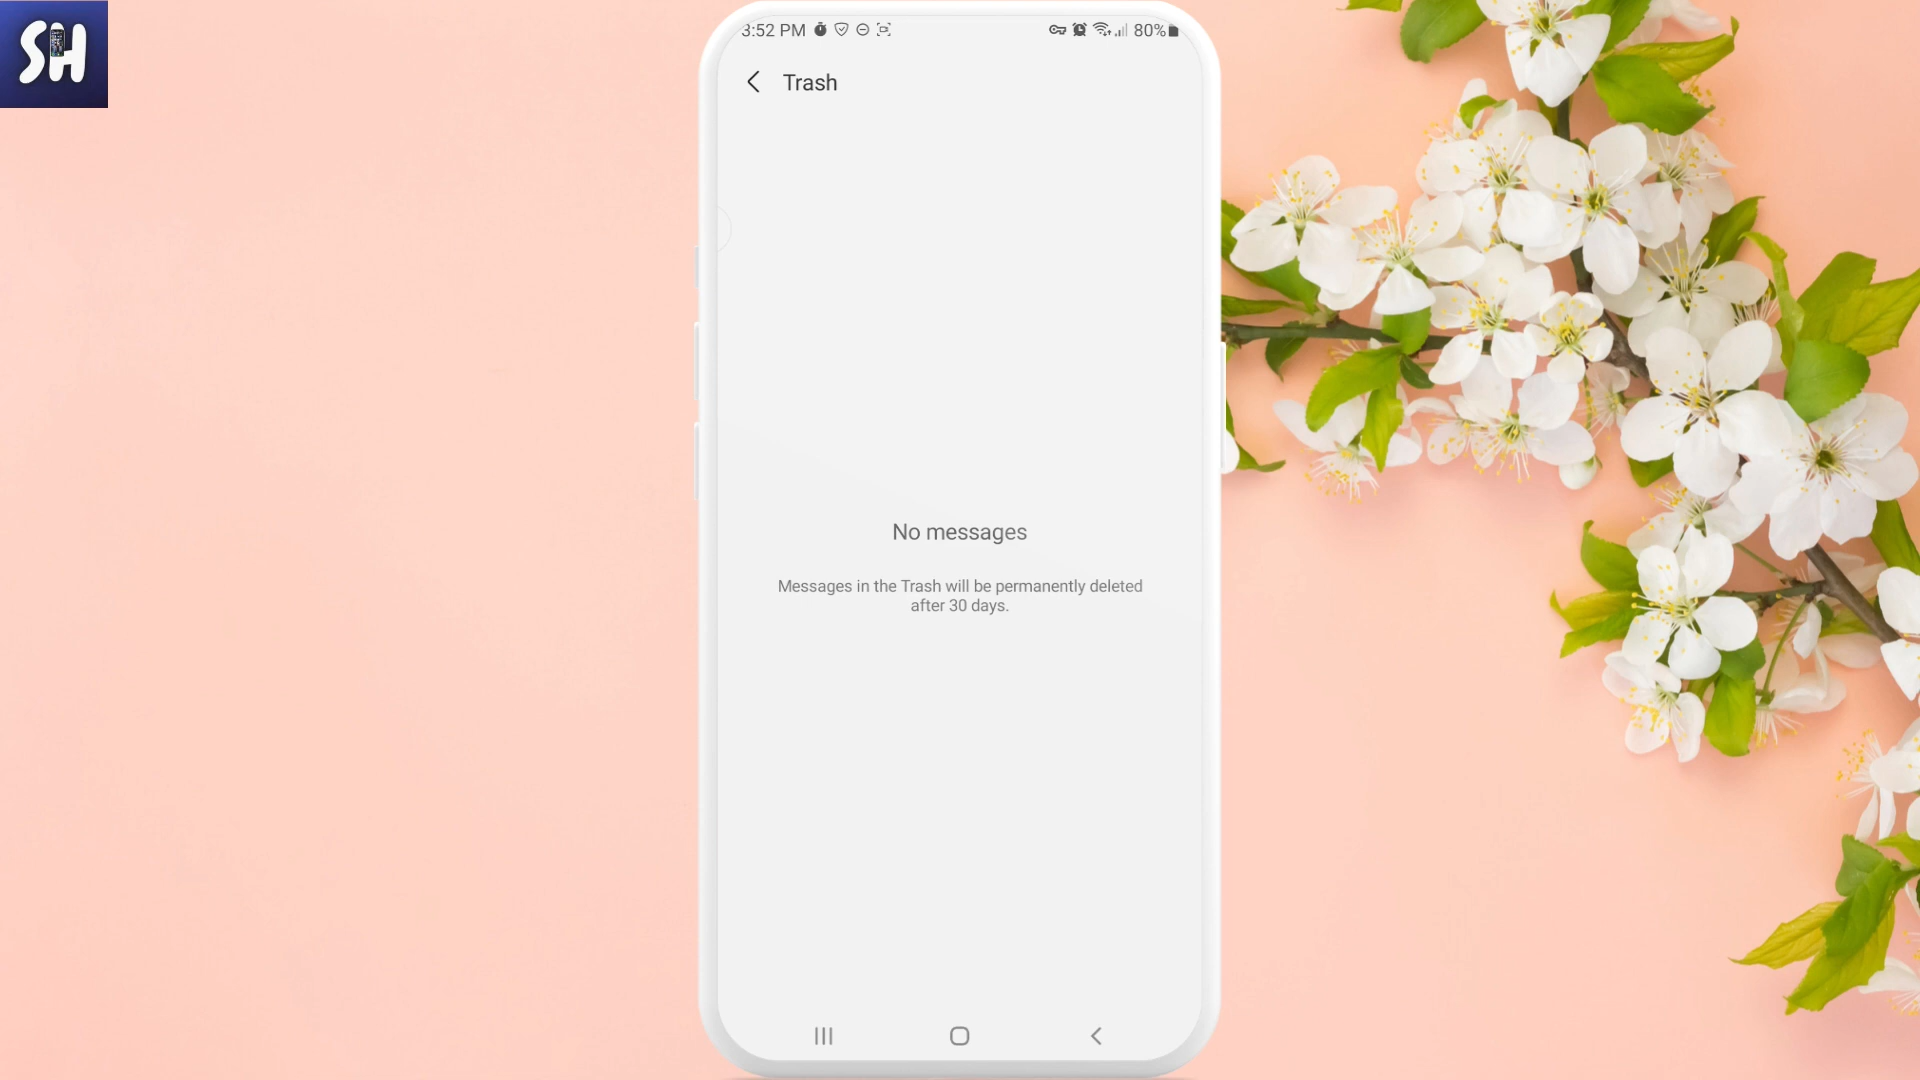 SH
3:52 PM 80%
Trash
No messages
Messages in the Trash will be permanently deleted
after 30 days.